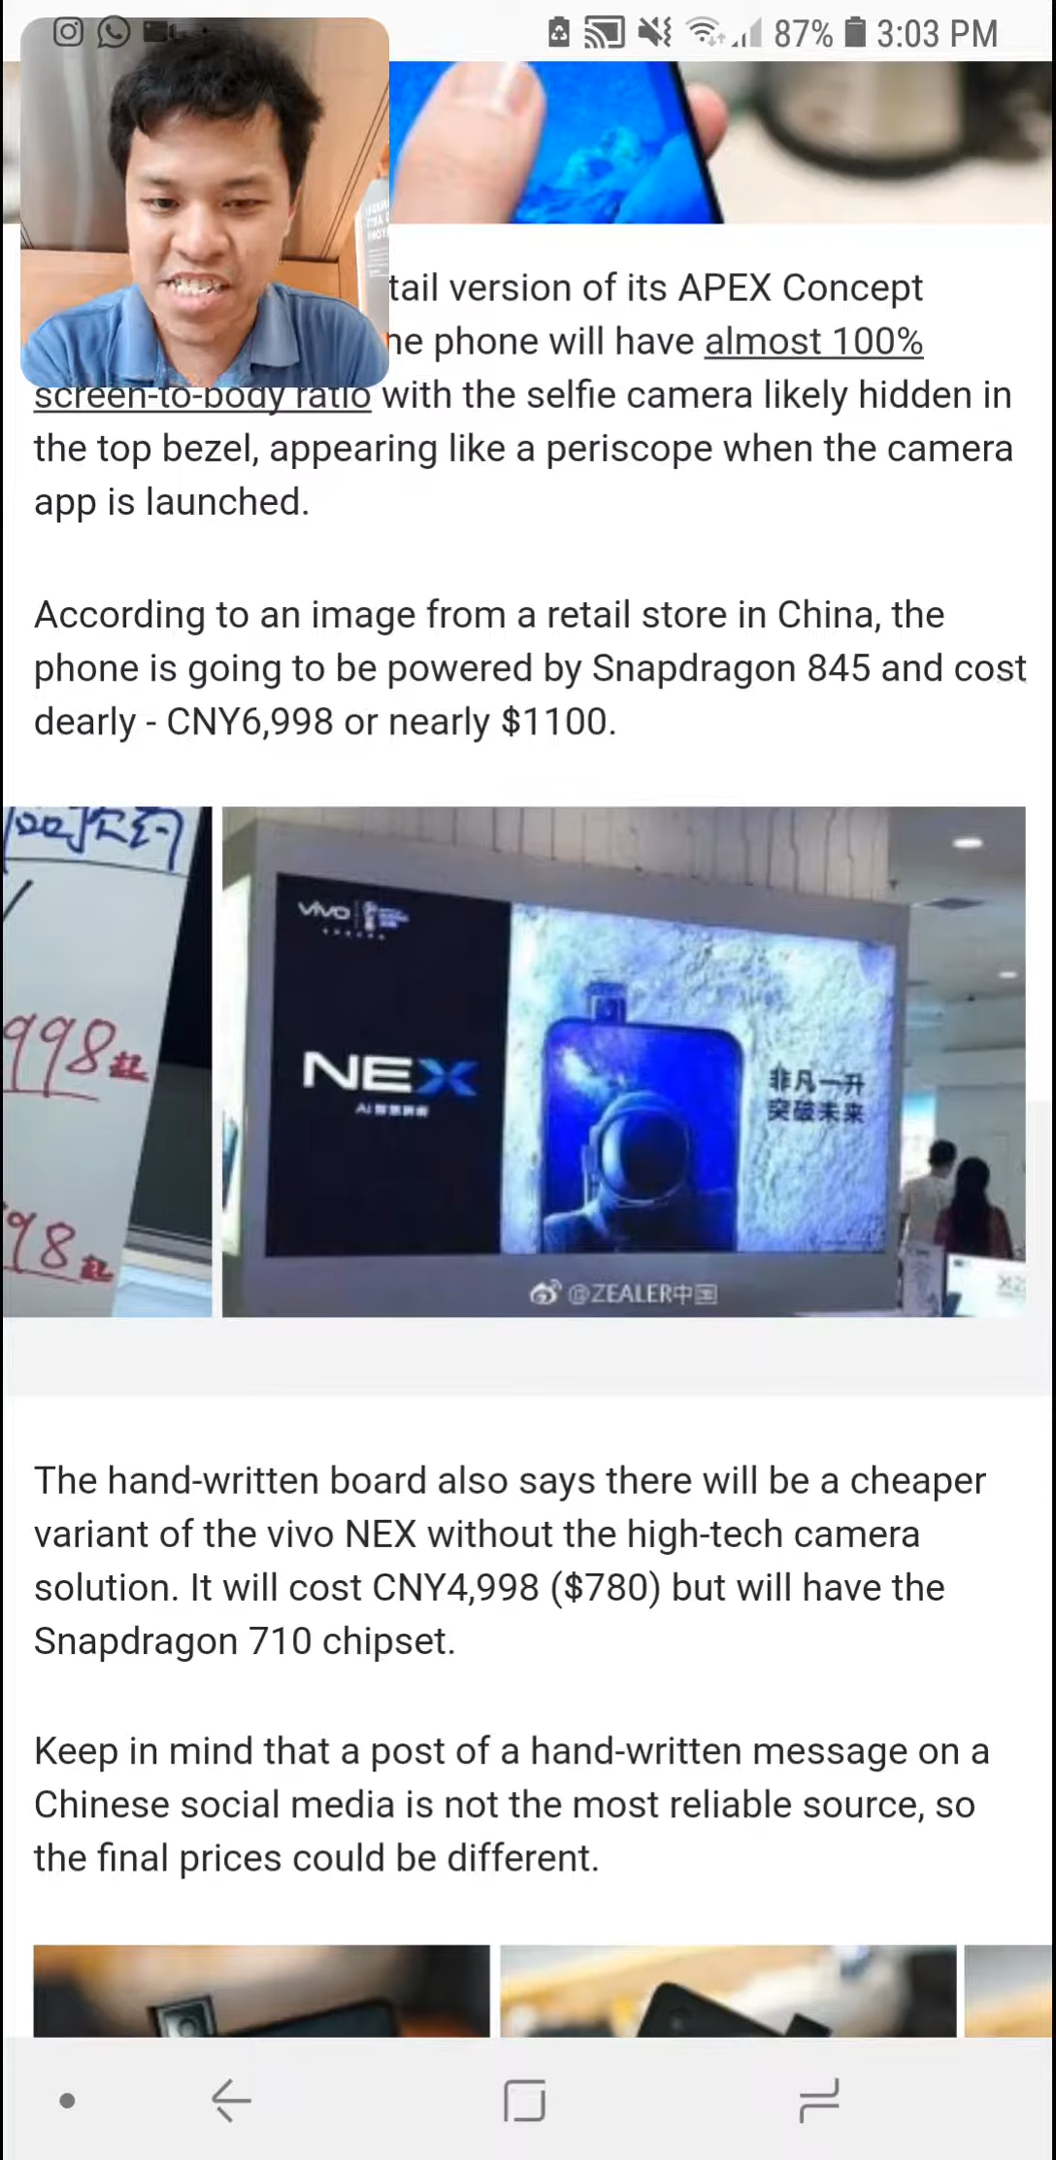 87% 3:03 PM
tail version of its APEX Concept
he phone will have almost 100%
screen-to-body ratio with the selfie camera likely hidden in
the top bezel, appearing like a periscope when the camera
app is launched.
According to an image from a retail store in China, the
phone is going to be powered by Snapdragon 845 and cost
dearly - CNY6,998 or nearly $1100.
998起
98起
vivo
NEX
非凡一升
突破未来
@ZEALER中国
The hand-written board also says there will be a cheaper
variant of the vivo NEX without the high-tech camera
solution. It will cost CNY4,998 ($780) but will have the
Snapdragon 710 chipset.
Keep in mind that a post of a hand-written message on a
Chinese social media is not the most reliable source, so
the final prices could be different.